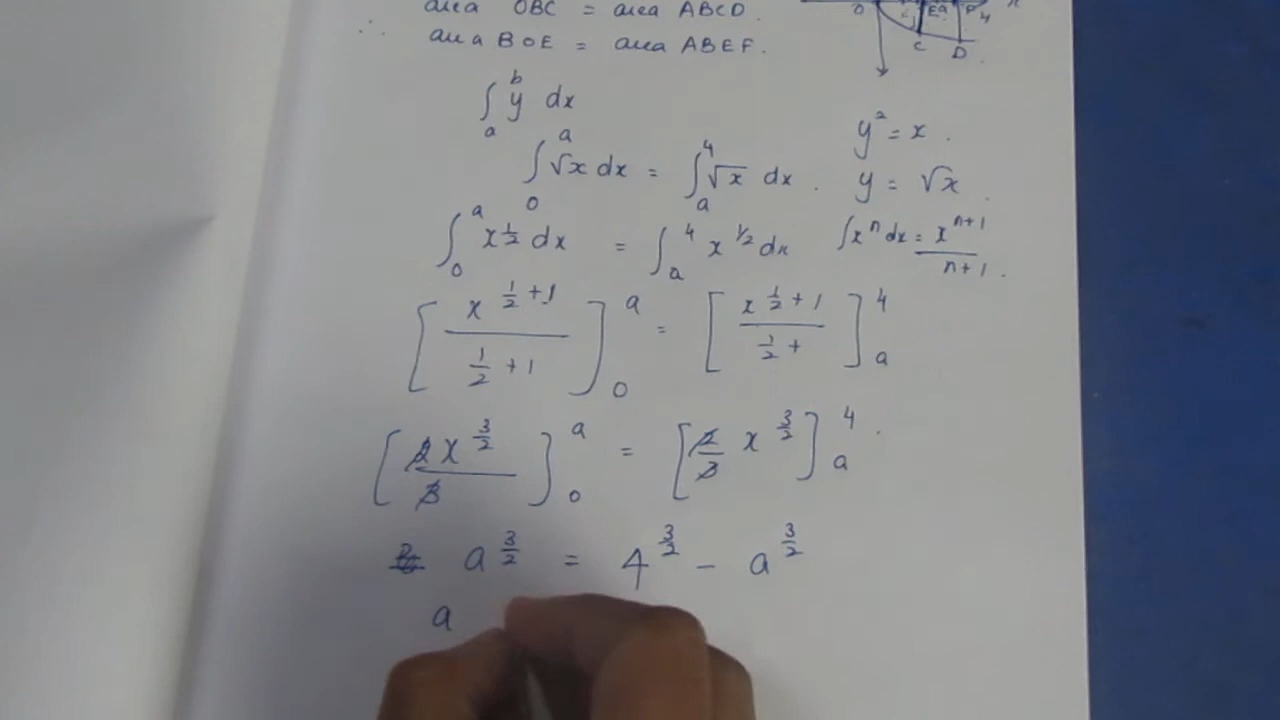 area OBC = area ABCD.
∴ area BOE = area ABEF.
∫ₐᵇ y dx
y² = x.
∫₀ᵃ √x dx = ∫ₐ⁴ √x dx.
y = √x.
∫₀ᵃ x^(1/2) dx = ∫ₐ⁴ x^(1/2) dx
∫xⁿ dx = x^(n+1)/(n+1).
[x^(1/2 + 1)/(1/2 + 1)]₀ᵃ = [x^(1/2 + 1)/(1/2 +)]ₐ⁴
[2x^(3/2)/3]₀ᵃ = [2/3 x^(3/2)]ₐ⁴.
a^(3/2) = 4^(3/2) - a^(3/2)
a
O
C
D
E
F
4